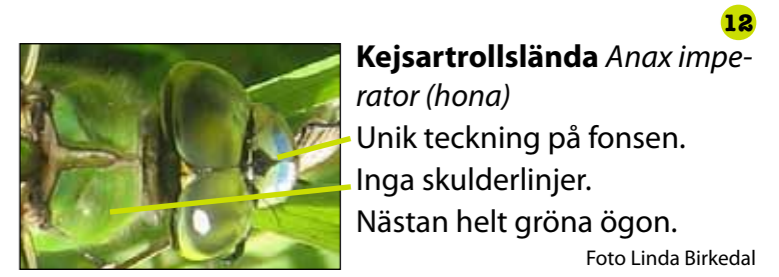 12
Kejsartrollslända Anax impe-
rator (hona)
Unik teckning på fonsen.
Inga skulderlinjer.
Nästan helt gröna ögon.
Foto Linda Birkedal